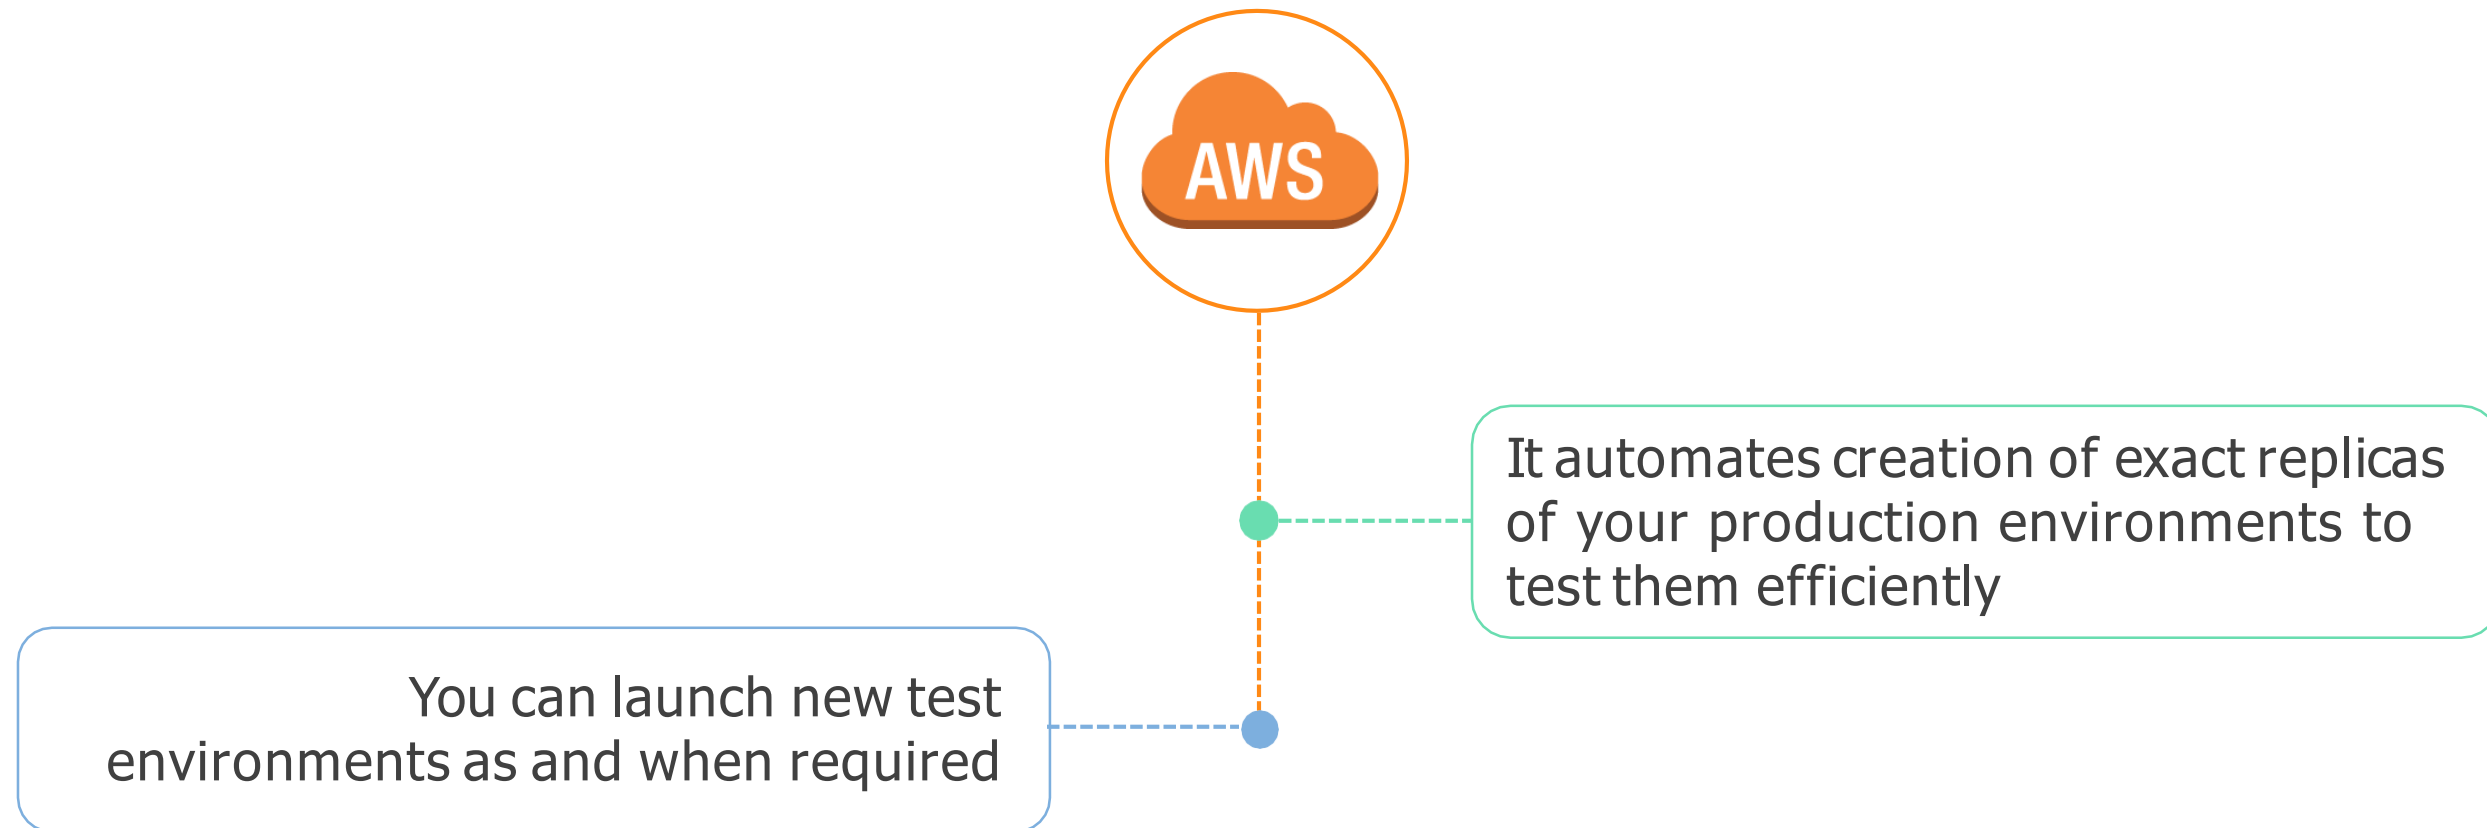 AWS
It automates creation of exact replicas
of your production environments to
test them efficiently
You can launch new test
environments as and when required